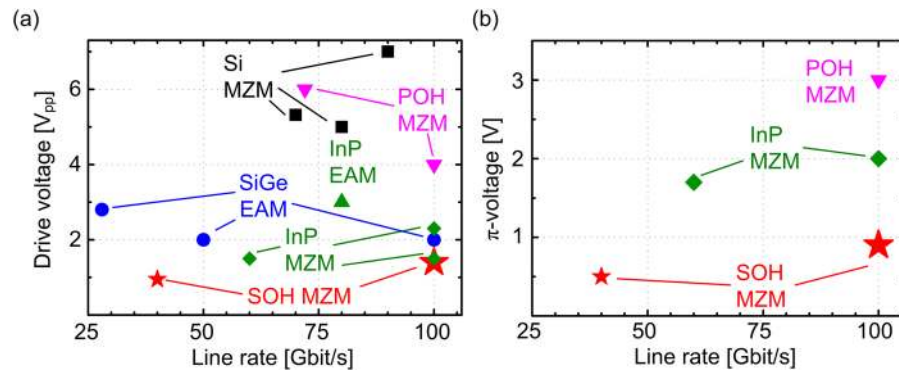 (a)
Drive voltage [Vpp]
6
4
2
Si
MZM
POH
MZM
InP
EAM
SiGe
EAM
InP
MZM
SOH MZM
25
50
75
100
Line rate [Gbit/s]
(b)
π-voltage [V]
3
2
1
0
POH
MZM
InP
MZM
SOH
MZM
25
50
75
100
Line rate [Gbit/s]